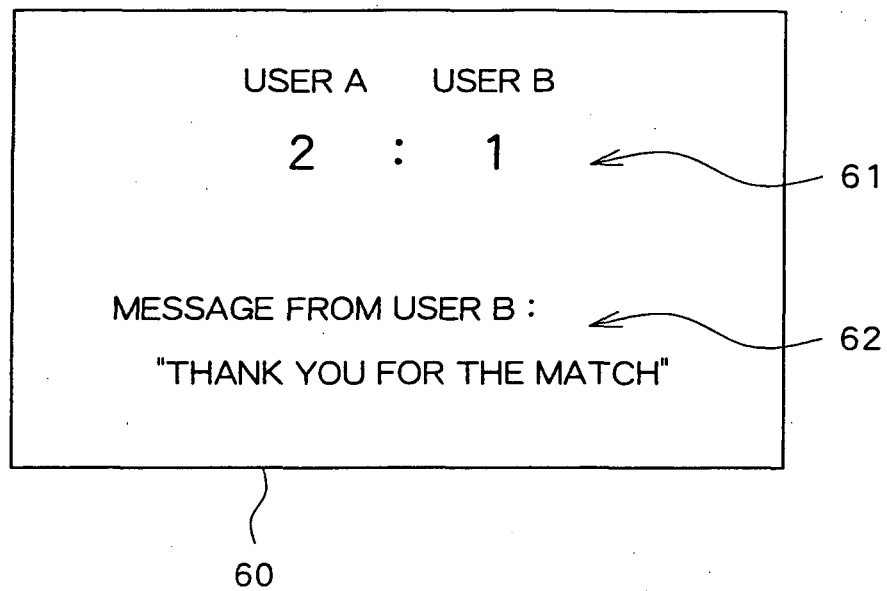 USER A USER B
2 : 1
61
MESSAGE FROM USER B :
62
"THANK YOU FOR THE MATCH"
60